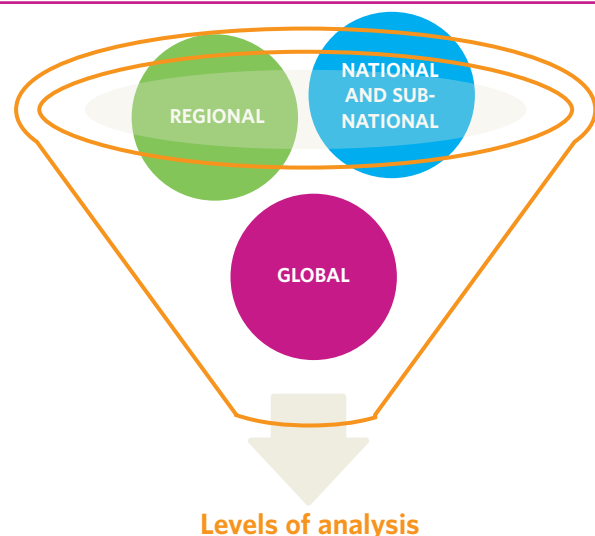 REGIONAL
NATIONAL
AND SUB-
NATIONAL
GLOBAL
Levels of analysis